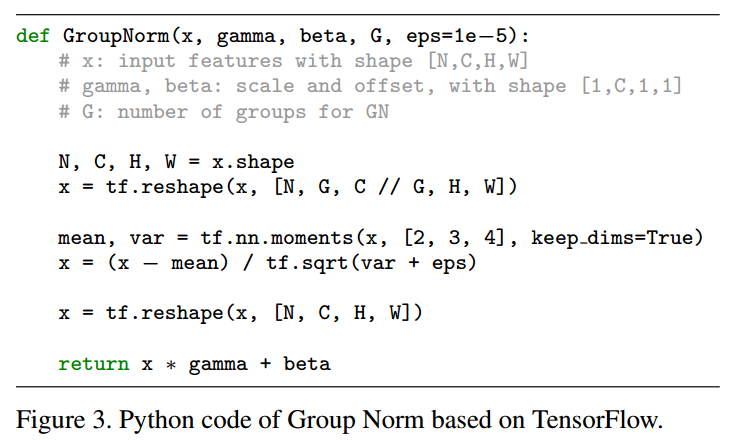 def GroupNorm(x, gamma, beta, G, eps=1e−5):
# x: input features with shape [N,C,H,W]
# gamma, beta: scale and offset, with shape [1,C,1,1]
# G: number of groups for GN
N, C, H, W = x.shape
x = tf.reshape(x, [N, G, C // G, H, W])
mean, var = tf.nn.moments(x, [2, 3, 4], keep_dims=True)
x = (x − mean) / tf.sqrt(var + eps)
x = tf.reshape(x, [N, C, H, W])
return x ∗ gamma + beta
Figure 3. Python code of Group Norm based on TensorFlow.